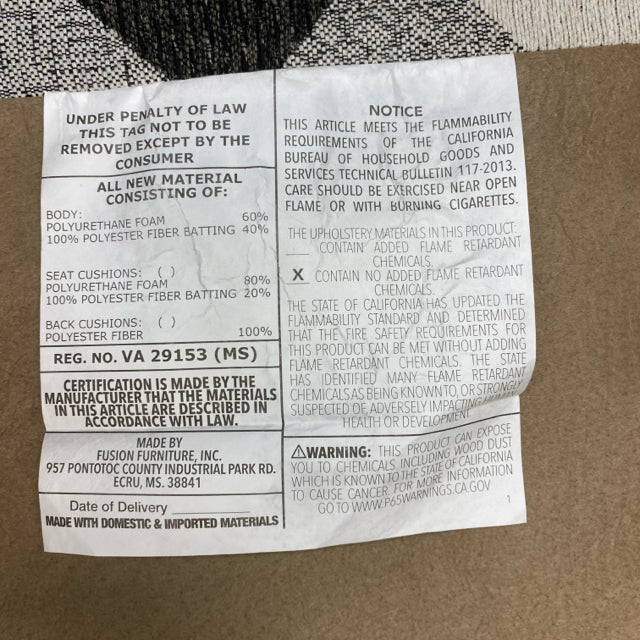 UNDER PENALTY OF LAW
THIS TAG NOT TO BE
REMOVED EXCEPT BY THE
CONSUMER
ALL NEW MATERIAL
CONSISTING OF:
BODY:
POLYURETHANE FOAM 60%
100% POLYESTER FIBER BATTING 40%
SEAT CUSHIONS: ( )
POLYURETHANE FOAM 80%
100% POLYESTER FIBER BATTING 20%
BACK CUSHIONS: ( )
POLYESTER FIBER 100%
REG. NO. VA 29153 (MS)
CERTIFICATION IS MADE BY THE
MANUFACTURER THAT THE MATERIALS
IN THIS ARTICLE ARE DESCRIBED IN
ACCORDANCE WITH LAW.
MADE BY
FUSION FURNITURE, INC.
957 PONTOTOC COUNTY INDUSTRIAL PARK RD.
ECRU, MS. 38841
Date of Delivery
MADE WITH DOMESTIC & IMPORTED MATERIALS
NOTICE
THIS ARTICLE MEETS THE FLAMMABILITY
REQUIREMENTS OF THE CALIFORNIA
BUREAU OF HOUSEHOLD GOODS AND
SERVICES TECHNICAL BULLETIN 117-2013.
CARE SHOULD BE EXERCISED NEAR OPEN
FLAME OR WITH BURNING CIGARETTES.
THE UPHOLSTERY MATERIALS IN THIS PRODUCT:
CONTAIN ADDED FLAME RETARDANT
CHEMICALS.
X CONTAIN NO ADDED FLAME RETARDANT
CHEMICALS
THE STATE OF CALIFORNIA HAS UPDATED THE
FLAMMABILITY STANDARD AND DETERMINED
THAT THE FIRE SAFETY REQUIREMENTS FOR
THIS PRODUCT CAN BE MET WITHOUT ADDING
FLAME RETARDANT CHEMICALS. THE STATE
HAS IDENTIFIED MANY FLAME RETARDANT
CHEMICALS AS BEING KNOWN TO, OR STRONGLY
SUSPECTED OF ADVERSELY IMPACTING HUMAN
HEALTH OR DEVELOPMENT.
⚠WARNING: THIS PRODUCT CAN EXPOSE
YOU TO CHEMICALS INCLUDING WOOD DUST
WHICH IS KNOWN TO THE STATE OF CALIFORNIA
TO CAUSE CANCER. FOR MORE INFORMATION
GO TO WWW.P65WARNINGS.CA.GOV
1